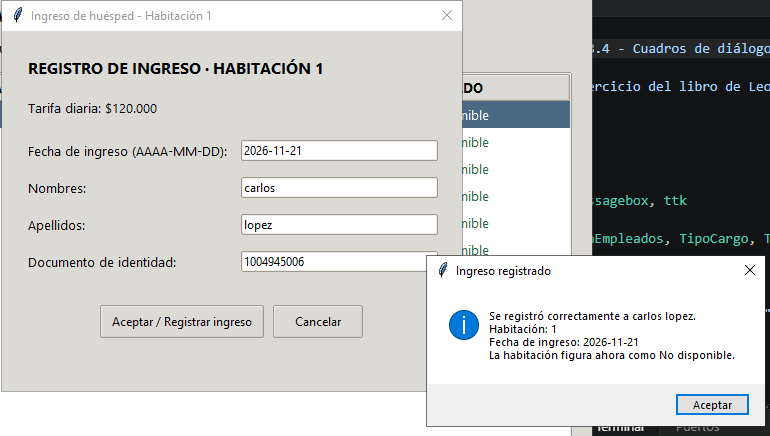 Ingreso de huésped - Habitación 1
REGISTRO DE INGRESO · HABITACIÓN 1
Tarifa diaria: $120.000
Fecha de ingreso (AAAA-MM-DD): 2026-11-21
Nombres: carlos
Apellidos: lopez
Documento de identidad: 1004945006
Aceptar / Registrar ingreso Cancelar
DO
nible
nible
nible
nible
nible
8.4 - Cuadros de diálogo
ercicio del libro de Leo
ssagebox, ttk
nEmpleados, TipoCargo, T
Ingreso registrado
Se registró correctamente a carlos lopez.
Habitación: 1
Fecha de ingreso: 2026-11-21
La habitación figura ahora como No disponible.
Aceptar
Terminal Puertos